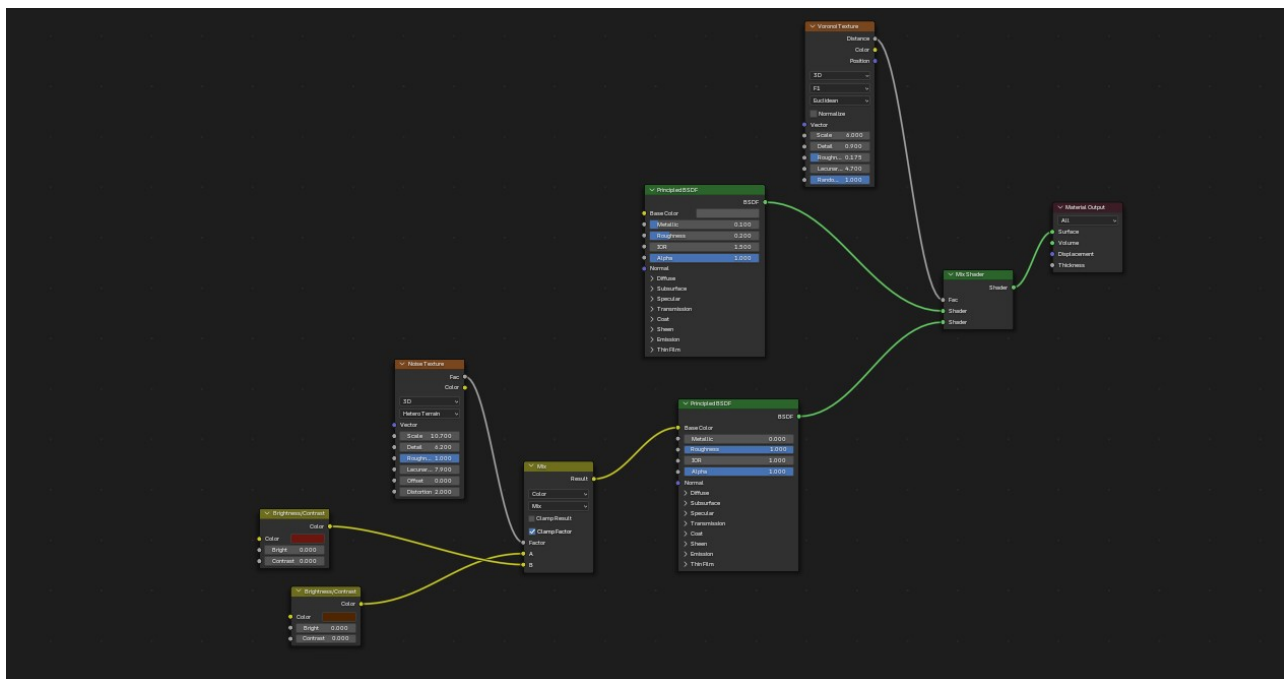 Voronoi Texture
Distance
Color
Position
3D
F1
Euclidean
Normalize
Vector
Scale 6.000
Detail 0.900
Roughn... 0.175
Lacunar... 4.700
Rando... 1.000
Principled BSDF
BSDF
Base Color
Metallic 0.100
Roughness 0.200
IOR 1.500
Alpha 1.000
Normal
Diffuse
Subsurface
Specular
Transmission
Coat
Sheen
Emission
Thin Film
Material Output
All
Surface
Volume
Displacement
Thickness
Mix Shader
Shader
Fac
Shader
Shader
Noise Texture
Fac
Color
3D
Hetero Terrain
Vector
Scale 10.700
Detail 6.200
Roughn... 1.000
Lacunar... 7.900
Offset 0.000
Distortion 2.000
Principled BSDF
BSDF
Base Color
Metallic 0.000
Roughness 1.000
IOR 1.000
Alpha 1.000
Normal
Diffuse
Subsurface
Specular
Transmission
Coat
Sheen
Emission
Thin Film
Mix
Result
Color
Mix
Clamp Result
Clamp Factor
Factor
A
B
Brightness/Contrast
Color
Color
Bright 0.000
Contrast 0.000
Brightness/Contrast
Color
Color
Bright 0.000
Contrast 0.000